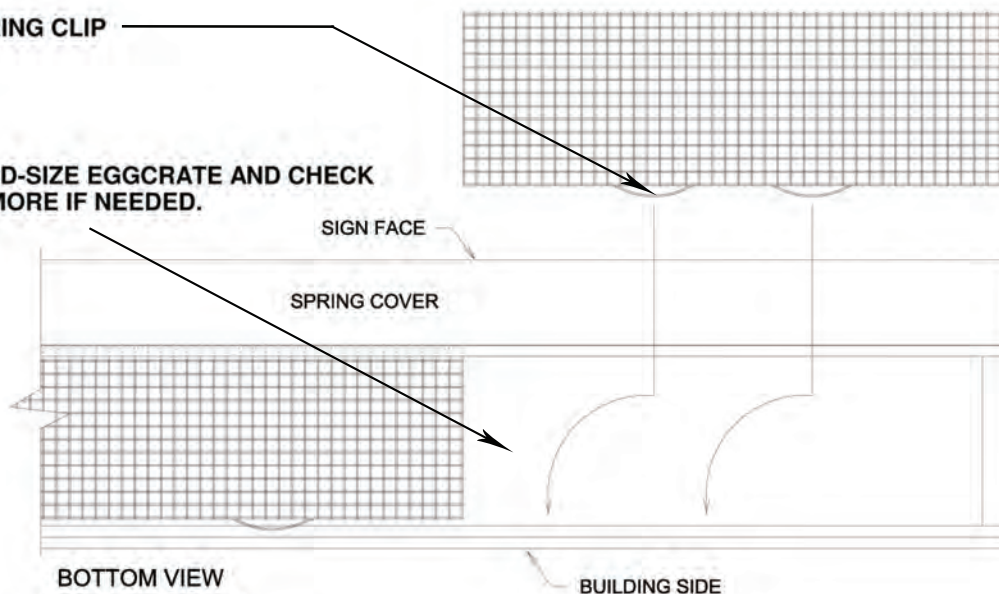 ING CLIP
D-SIZE EGGCRATE AND CHECK
MORE IF NEEDED.
SIGN FACE
SPRING COVER
BOTTOM VIEW
BUILDING SIDE